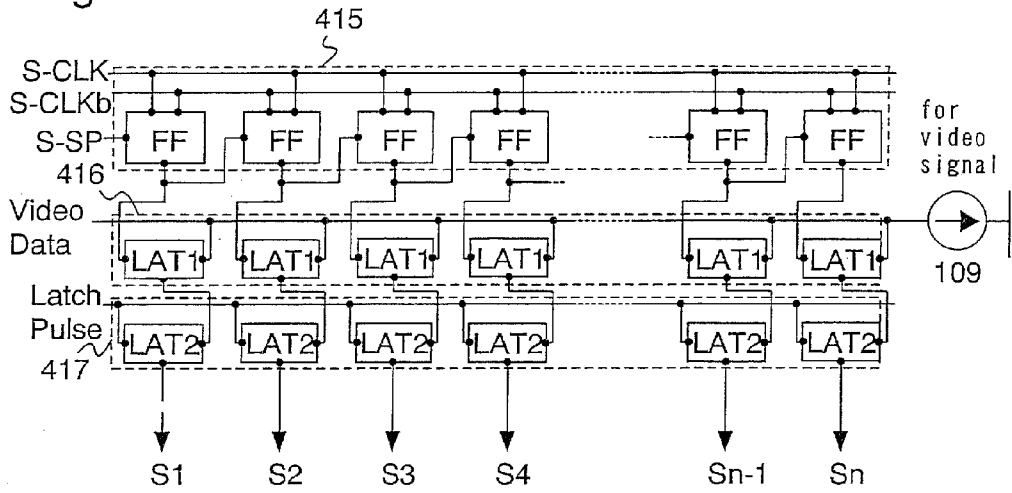 415
S-CLK
S-CLKb
S-SP
FF FF FF FF FF FF
for
video
signal
416
Video
Data
LAT1 LAT1 LAT1 LAT1 LAT1 LAT1
109
Latch
Pulse
LAT2 LAT2 LAT2 LAT2 LAT2 LAT2
417
S1 S2 S3 S4 Sn-1 Sn